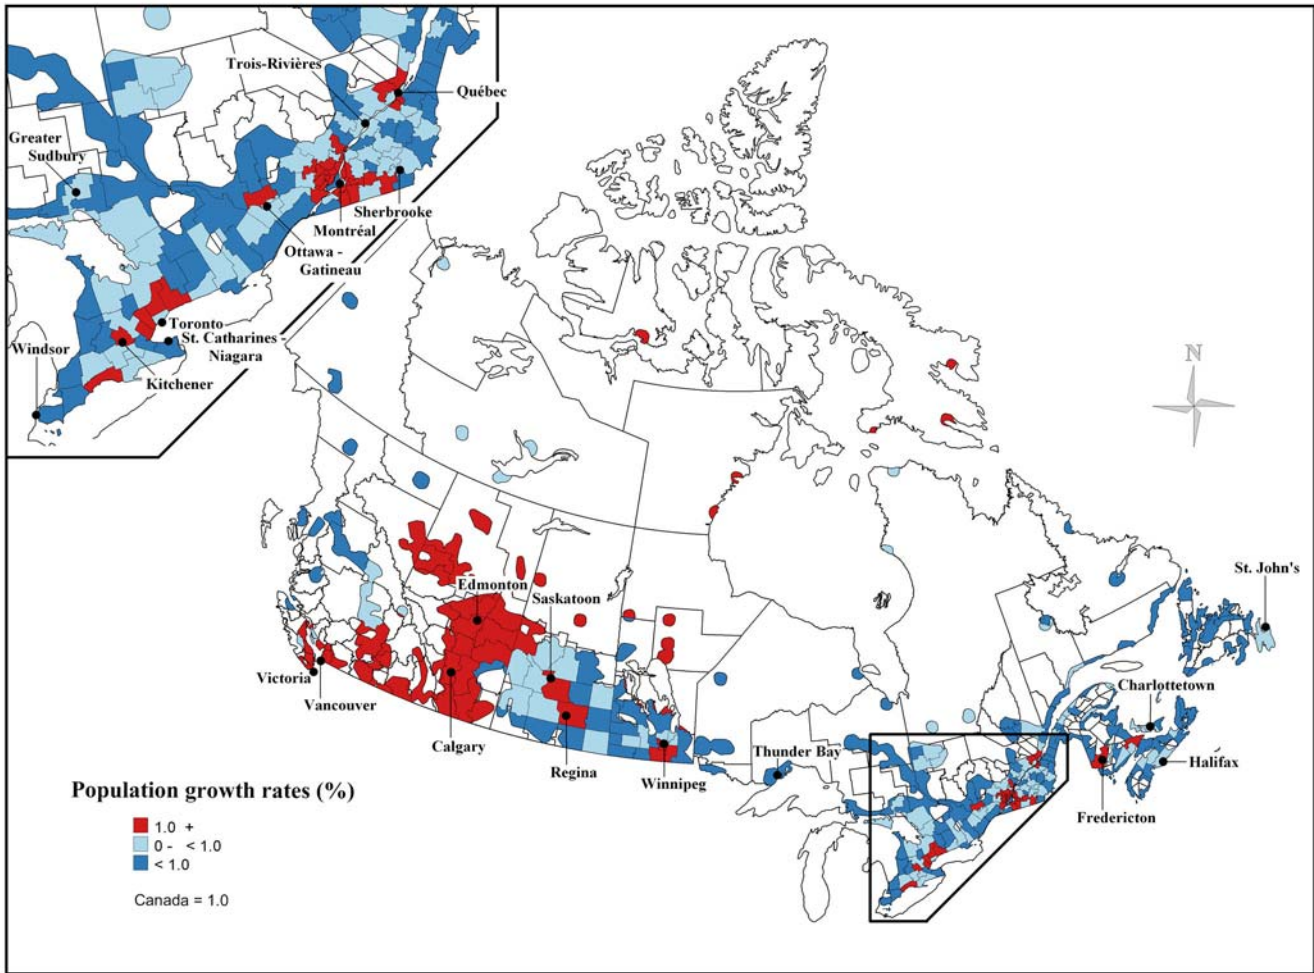 Trois-Rivières
Québec
Greater
Sudbury
Sherbrooke
Montréal
Ottawa -
Gatineau
Toronto
St. Catharines -
Niagara
Windsor
Kitchener
N
Edmonton
Saskatoon
St. John's
Victoria
Vancouver
Charlottetown
Calgary
Thunder Bay
Halifax
Regina
Winnipeg
Fredericton
Population growth rates (%)
1.0 +
0 - < 1.0
< 1.0
Canada = 1.0